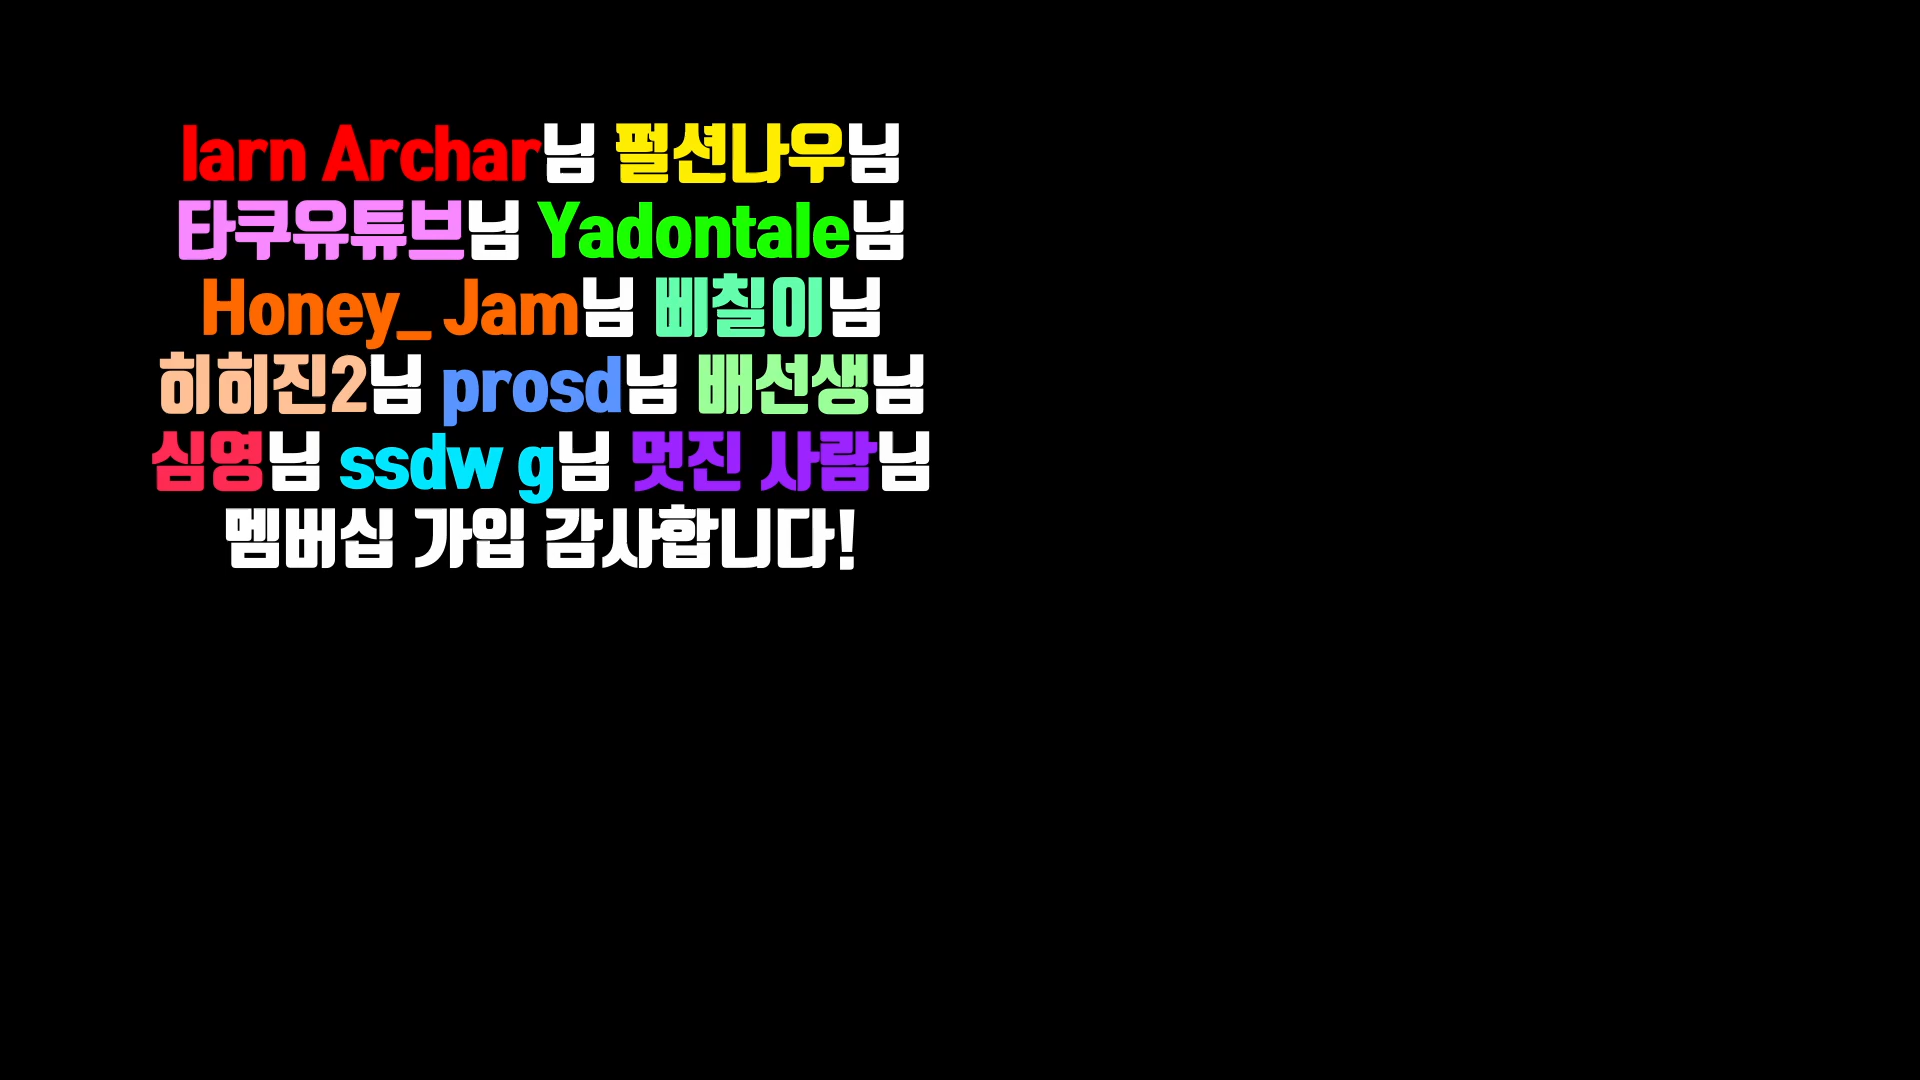 larn Archar님 펄션나우님
타쿠유튜브님 Yadontale님
Honey_ Jam님 삐칠이님
히히진2님 prosd님 배선생님
심영님 ssdw g님 멋진 사람님
멤버십 가입 감사합니다!